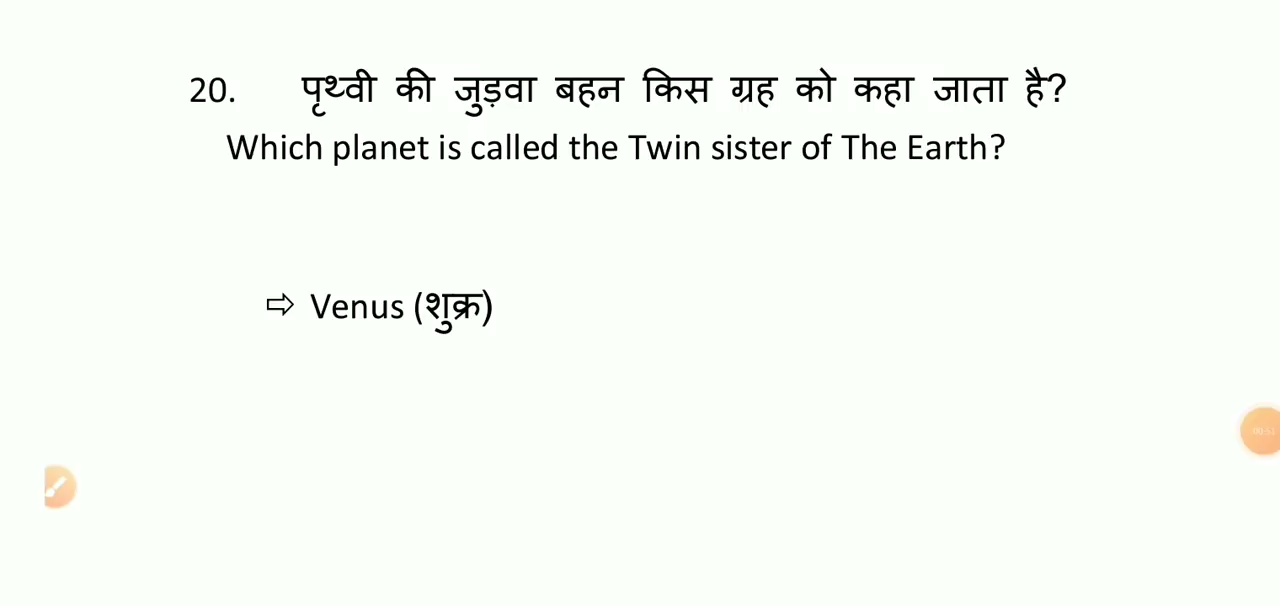 20. पृथ्वी की जुड़वा बहन किस ग्रह को कहा जाता है?
Which planet is called the Twin sister of The Earth?
⇨ Venus (शुक्र)